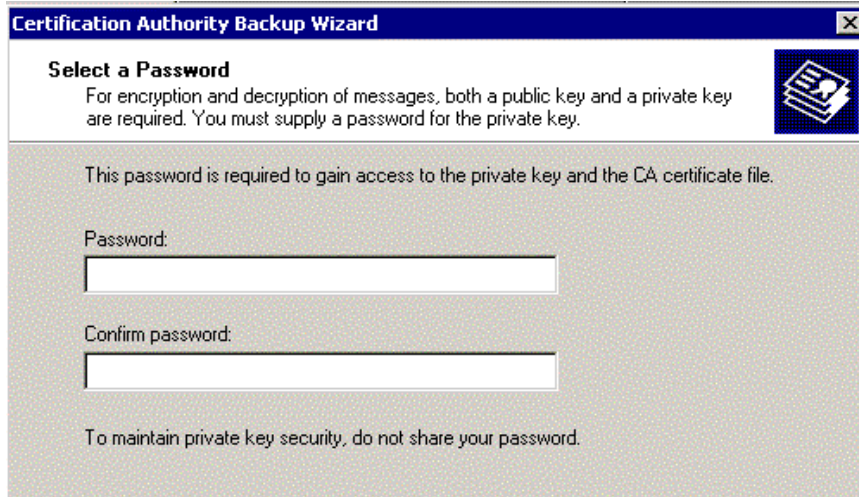 Certification Authority Backup Wizard
Select a Password
For encryption and decryption of messages, both a public key and a private key
are required. You must supply a password for the private key.
This password is required to gain access to the private key and the CA certificate file.
Password:
Confirm password:
To maintain private key security, do not share your password.